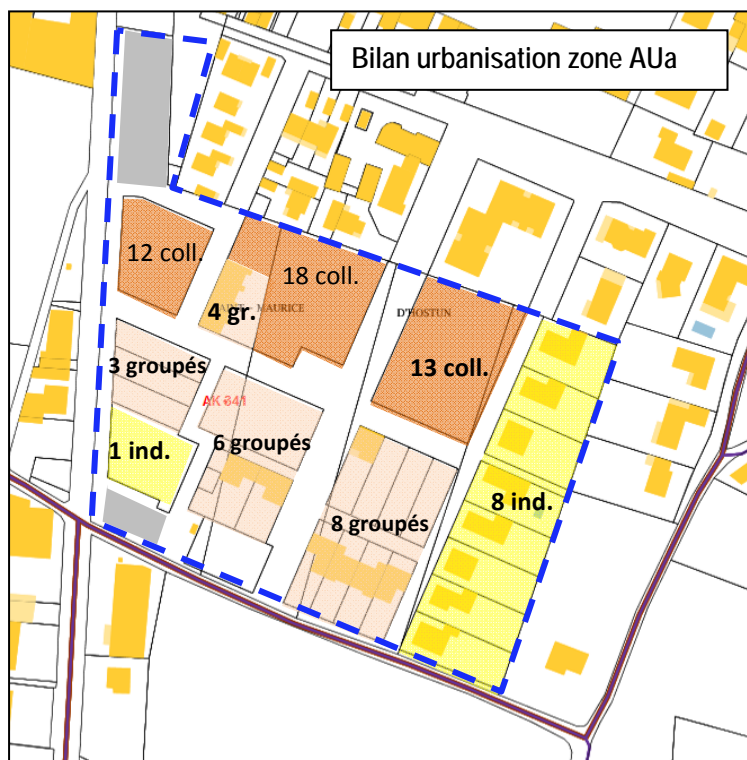 Bilan urbanisation zone AUa
12 coll.
18 coll.
4 gr.
MAURICE
D'HOSTUN
3 groupés
13 coll.
AK 341
1 ind.
6 groupés
8 groupés
8 ind.